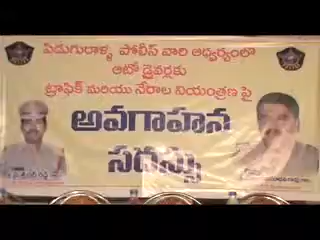 పిడుగురాళ్ళ పోలీస్ వారి ఆధ్వర్యంలో
ఆటో డ్రైవర్లకు
ట్రాఫిక్ మరియు నేరాల నియంత్రణ పై
అవగాహన
సదస్సు